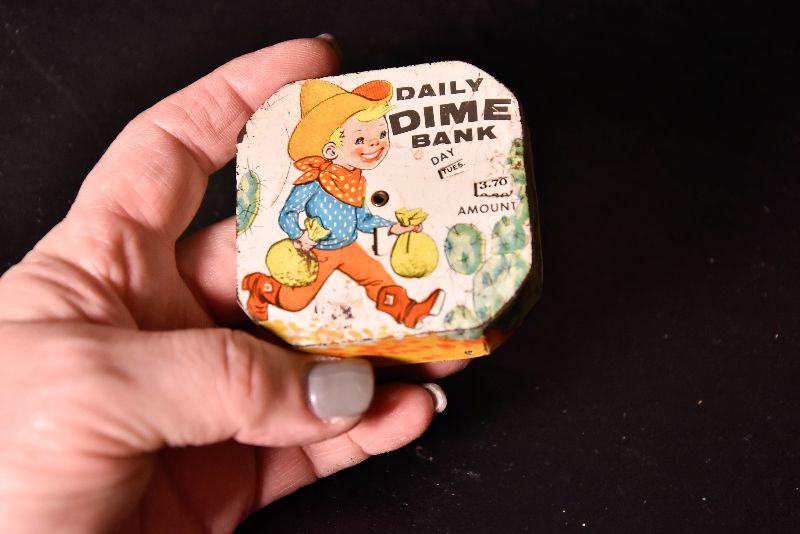 DAILY
DIME
BANK
DAY
TUES.
3.70
AMOUNT